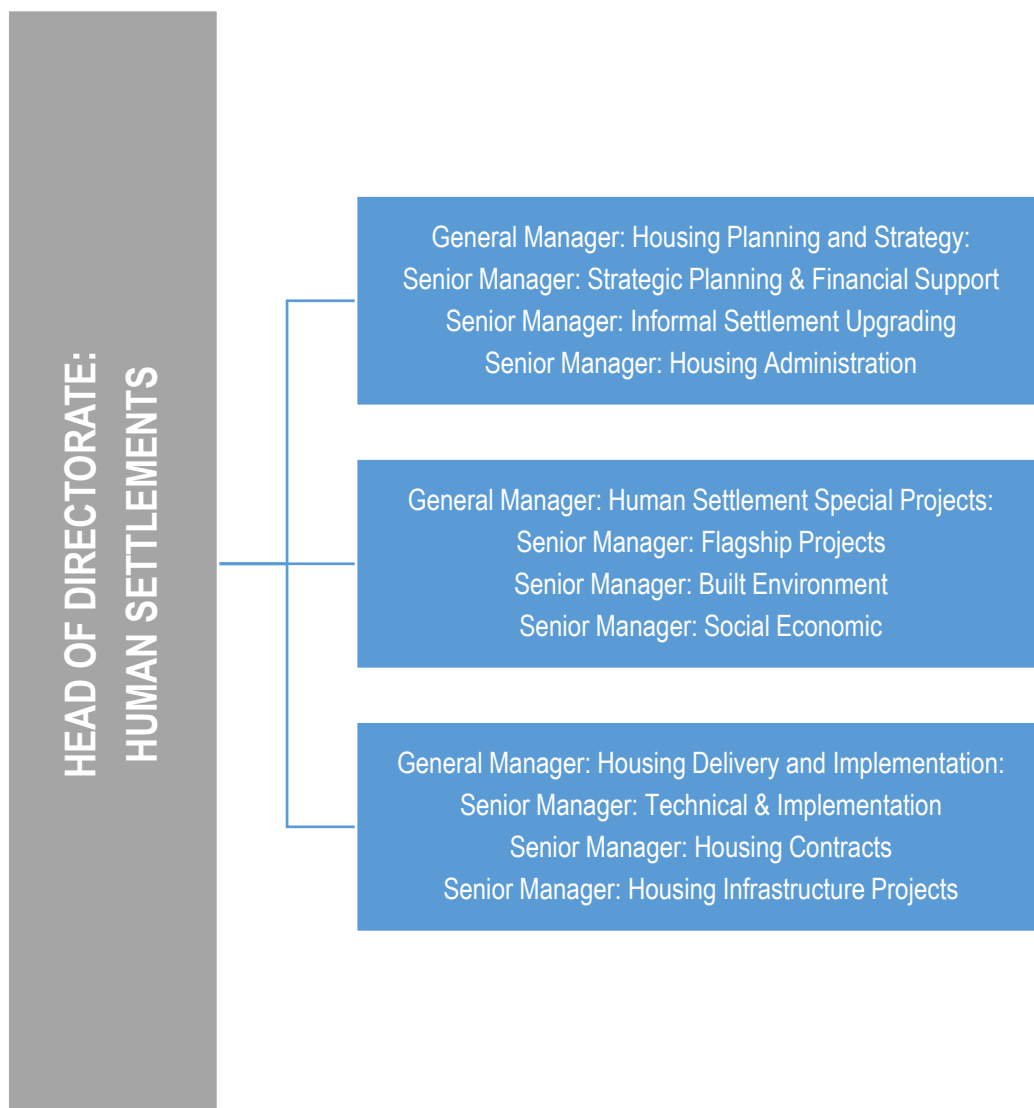 HEAD OF DIRECTORATE:
HUMAN SETTLEMENTS
General Manager: Housing Planning and Strategy:
Senior Manager: Strategic Planning & Financial Support
Senior Manager: Informal Settlement Upgrading
Senior Manager: Housing Administration
General Manager: Human Settlement Special Projects:
Senior Manager: Flagship Projects
Senior Manager: Built Environment
Senior Manager: Social Economic
General Manager: Housing Delivery and Implementation:
Senior Manager: Technical & Implementation
Senior Manager: Housing Contracts
Senior Manager: Housing Infrastructure Projects